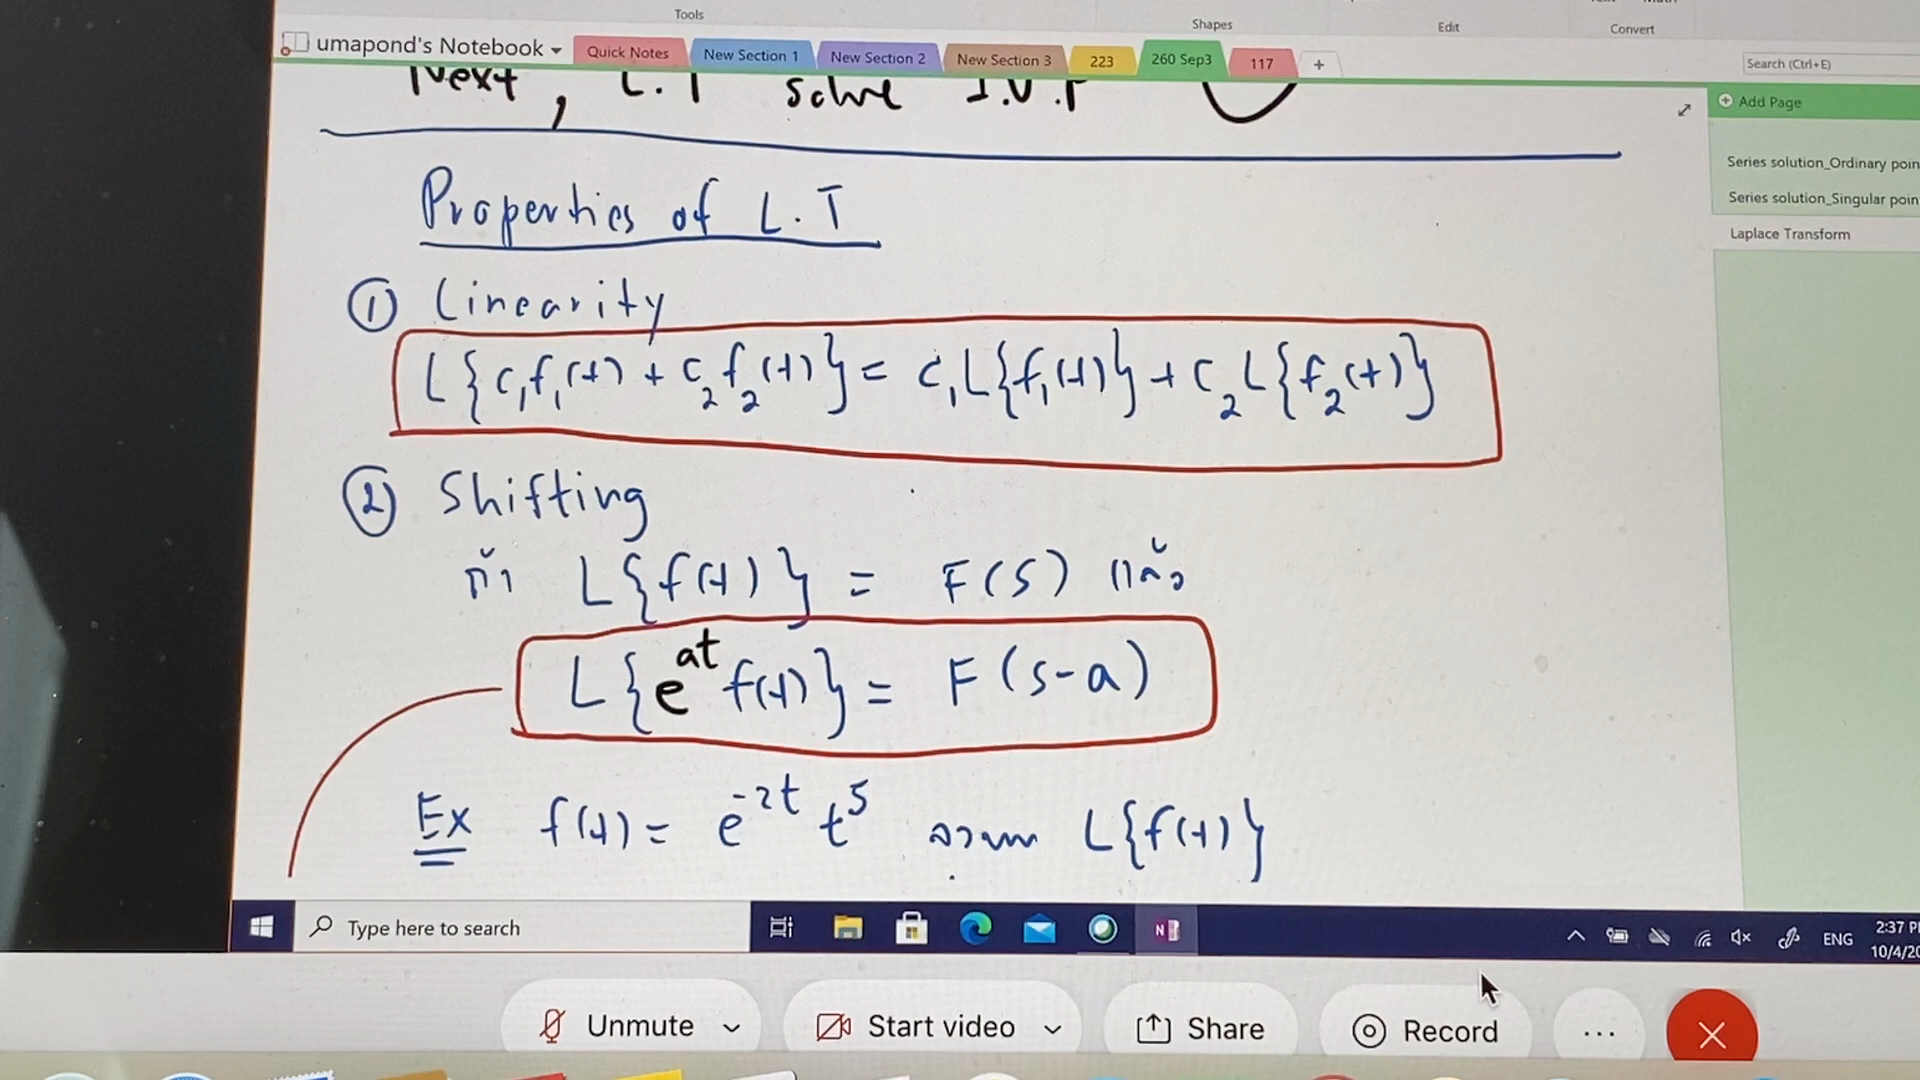 Tools
Shapes
Edit
Convert
umapond's Notebook
Quick Notes
New Section 1
New Section 2
New Section 3
223
260 Sep3
117
+
Search (Ctrl+E)
Next, L.T solve I.V.P
Add Page
Series solution_Ordinary poin
Series solution_Singular poin
Laplace Transform
Properties of L.T
① Linearity
L{c₁f₁(t) + c₂f₂(t)} = c₁L{f₁(t)} + c₂L{f₂(t)}
② Shifting
ถ้า L{f(t)} = F(s) แล้ว
L{e^{at} f(t)} = F(s-a)
Ex f(t) = e^{-2t} t^5 จงหา L{f(t)}
Type here to search
ENG
2:37 P
10/4/20
Unmute
Start video
Share
Record